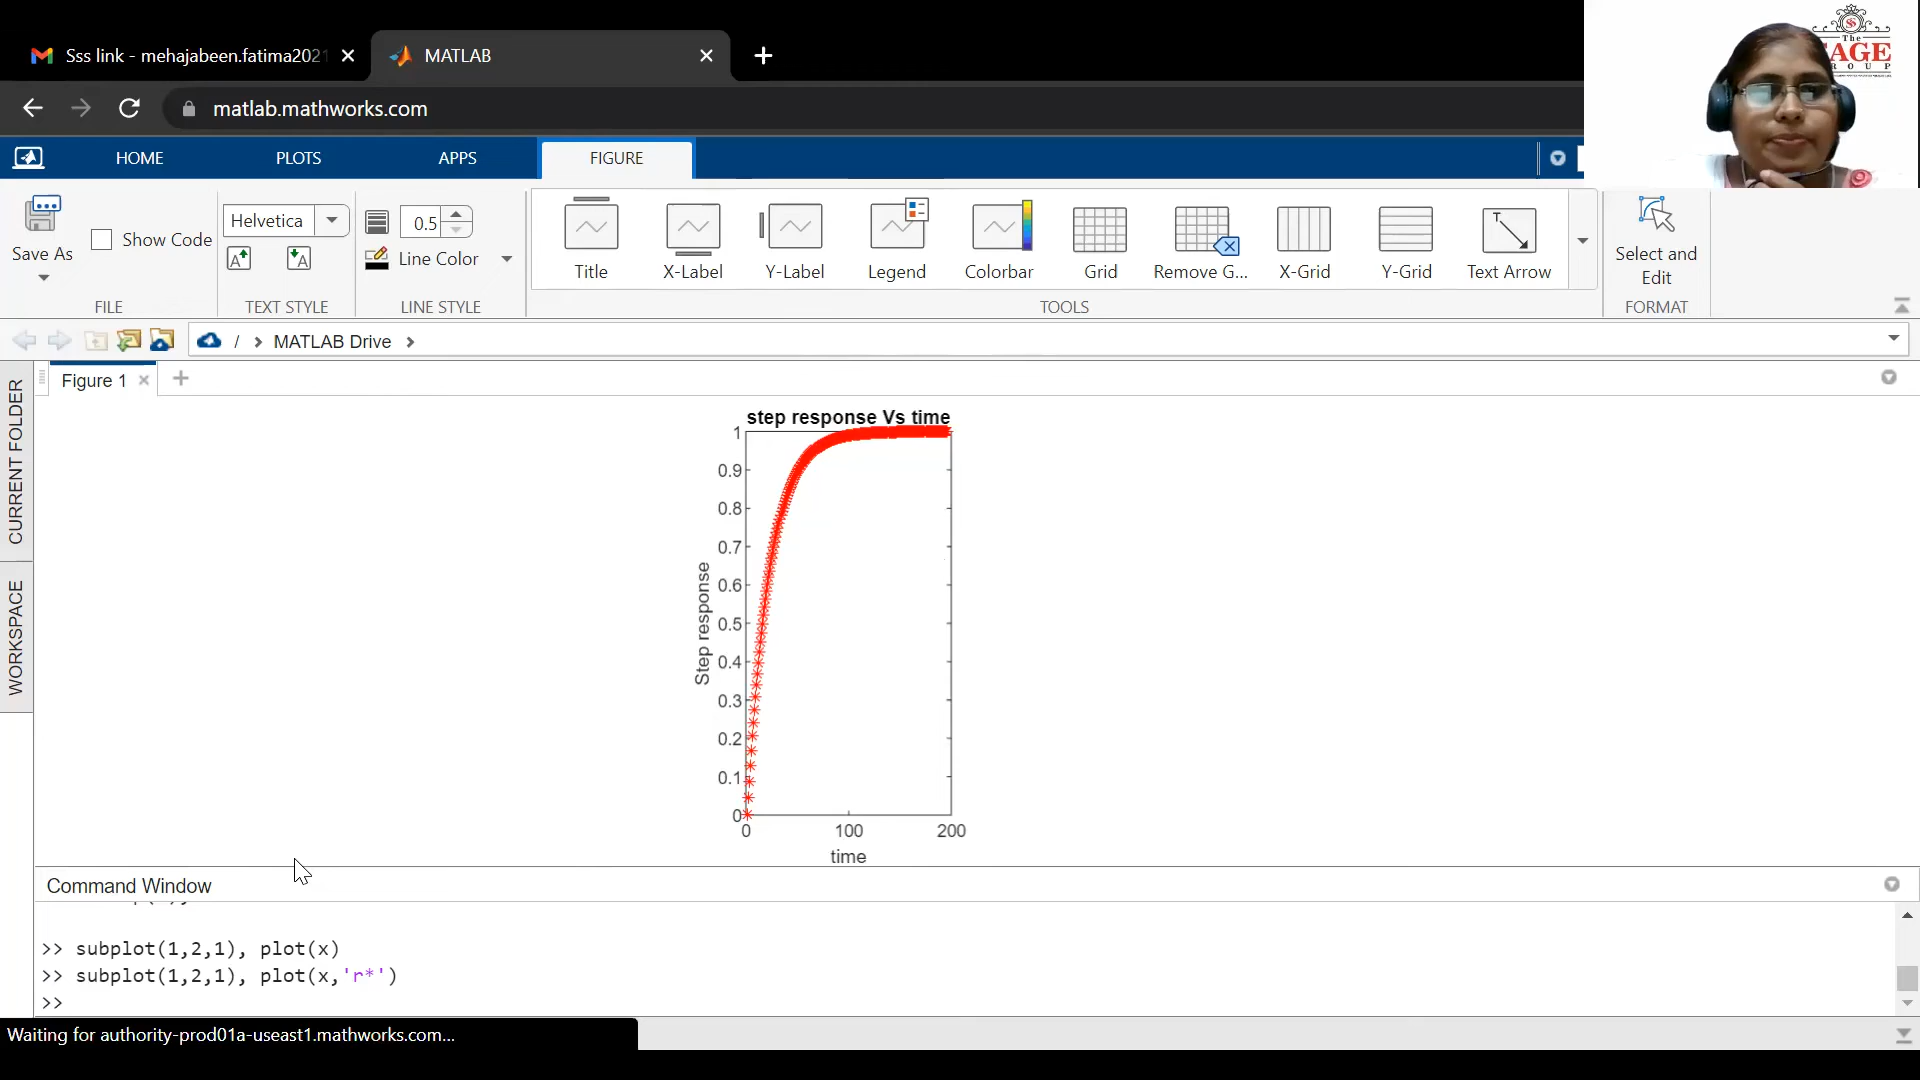 Sss link - mehajabeen.fatima2021
MATLAB
The
SAGE
GROUP
matlab.mathworks.com
HOME
PLOTS
APPS
FIGURE
Save As
Show Code
Helvetica
0.5
Line Color
Title
X-Label
Y-Label
Legend
Colorbar
Grid
Remove G...
X-Grid
Y-Grid
Text Arrow
Select and
Edit
FILE
TEXT STYLE
LINE STYLE
TOOLS
FORMAT
/ > MATLAB Drive >
CURRENT FOLDER
WORKSPACE
Figure 1
step response Vs time
1
0.9
0.8
0.7
0.6
0.5
0.4
0.3
0.2
0.1
0
Step response
0
100
200
time
Command Window
>> subplot(1,2,1), plot(x)
>> subplot(1,2,1), plot(x,'r*')
>>
Waiting for authority-prod01a-useast1.mathworks.com...